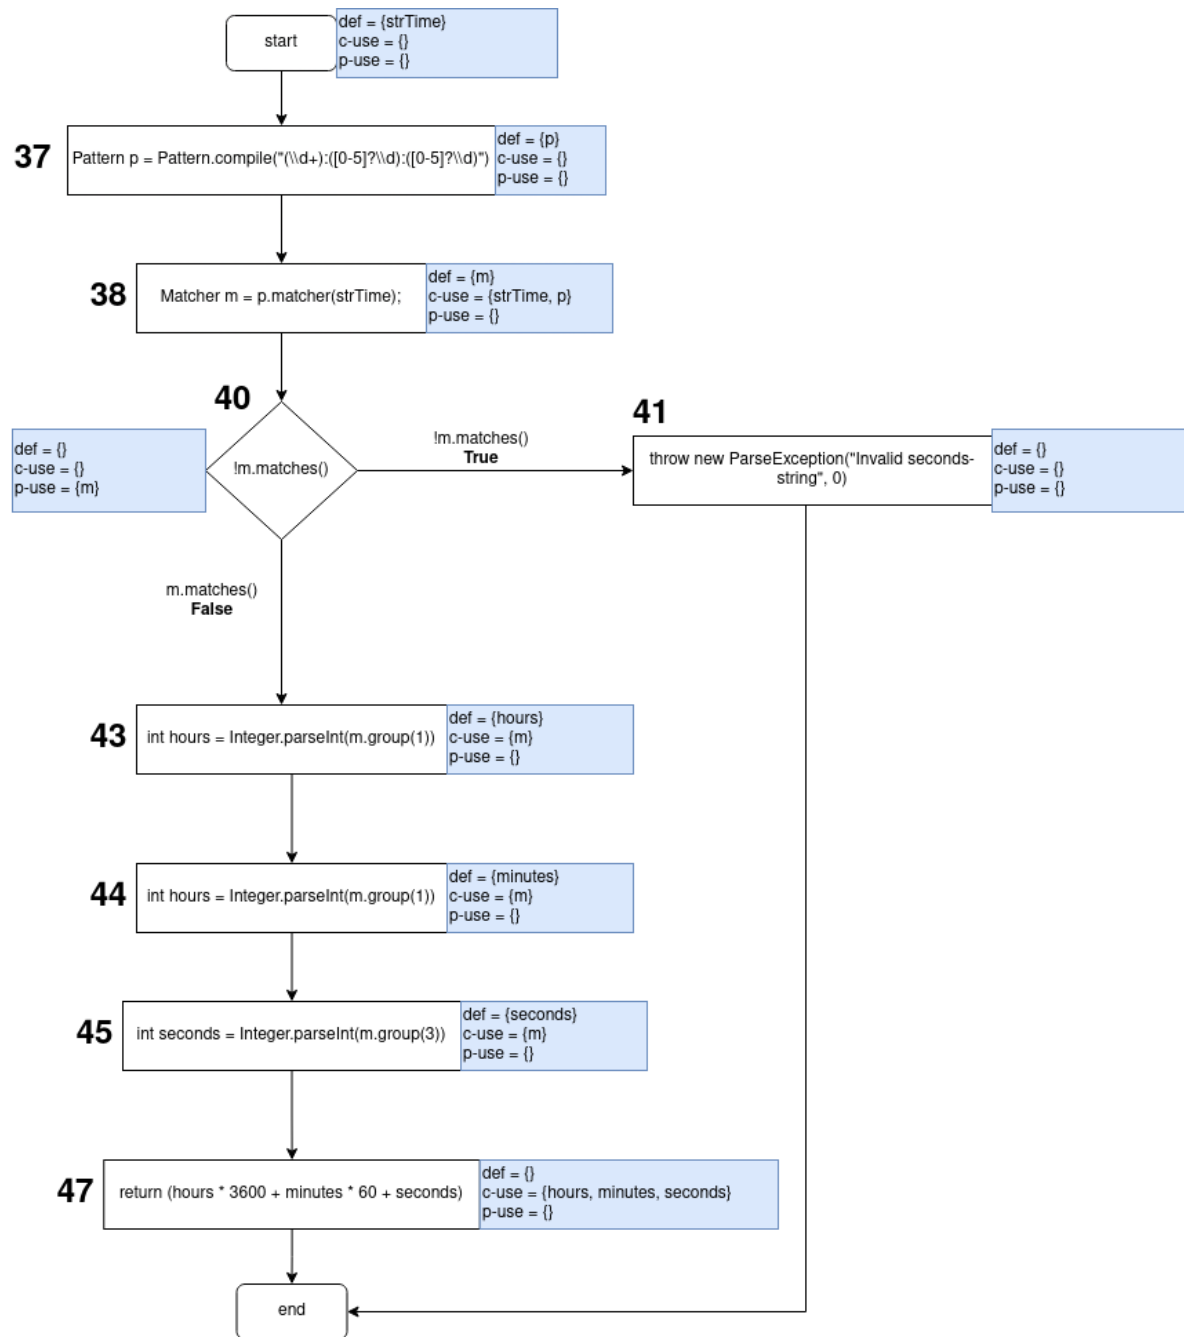 start
def = {strTime}
c-use = {}
p-use = {}
37
Pattern p = Pattern.compile("(\\d+):([0-5]?\\d):([0-5]?\\d)")
def = {p}
c-use = {}
p-use = {}
38
Matcher m = p.matcher(strTime);
def = {m}
c-use = {strTime, p}
p-use = {}
40
def = {}
c-use = {}
p-use = {m}
!m.matches()
!m.matches()
True
41
throw new ParseException("Invalid seconds-
string", 0)
def = {}
c-use = {}
p-use = {}
m.matches()
False
43
int hours = Integer.parseInt(m.group(1))
def = {hours}
c-use = {m}
p-use = {}
44
int hours = Integer.parseInt(m.group(1))
def = {minutes}
c-use = {m}
p-use = {}
45
int seconds = Integer.parseInt(m.group(3))
def = {seconds}
c-use = {m}
p-use = {}
47
return (hours * 3600 + minutes * 60 + seconds)
def = {}
c-use = {hours, minutes, seconds}
p-use = {}
end